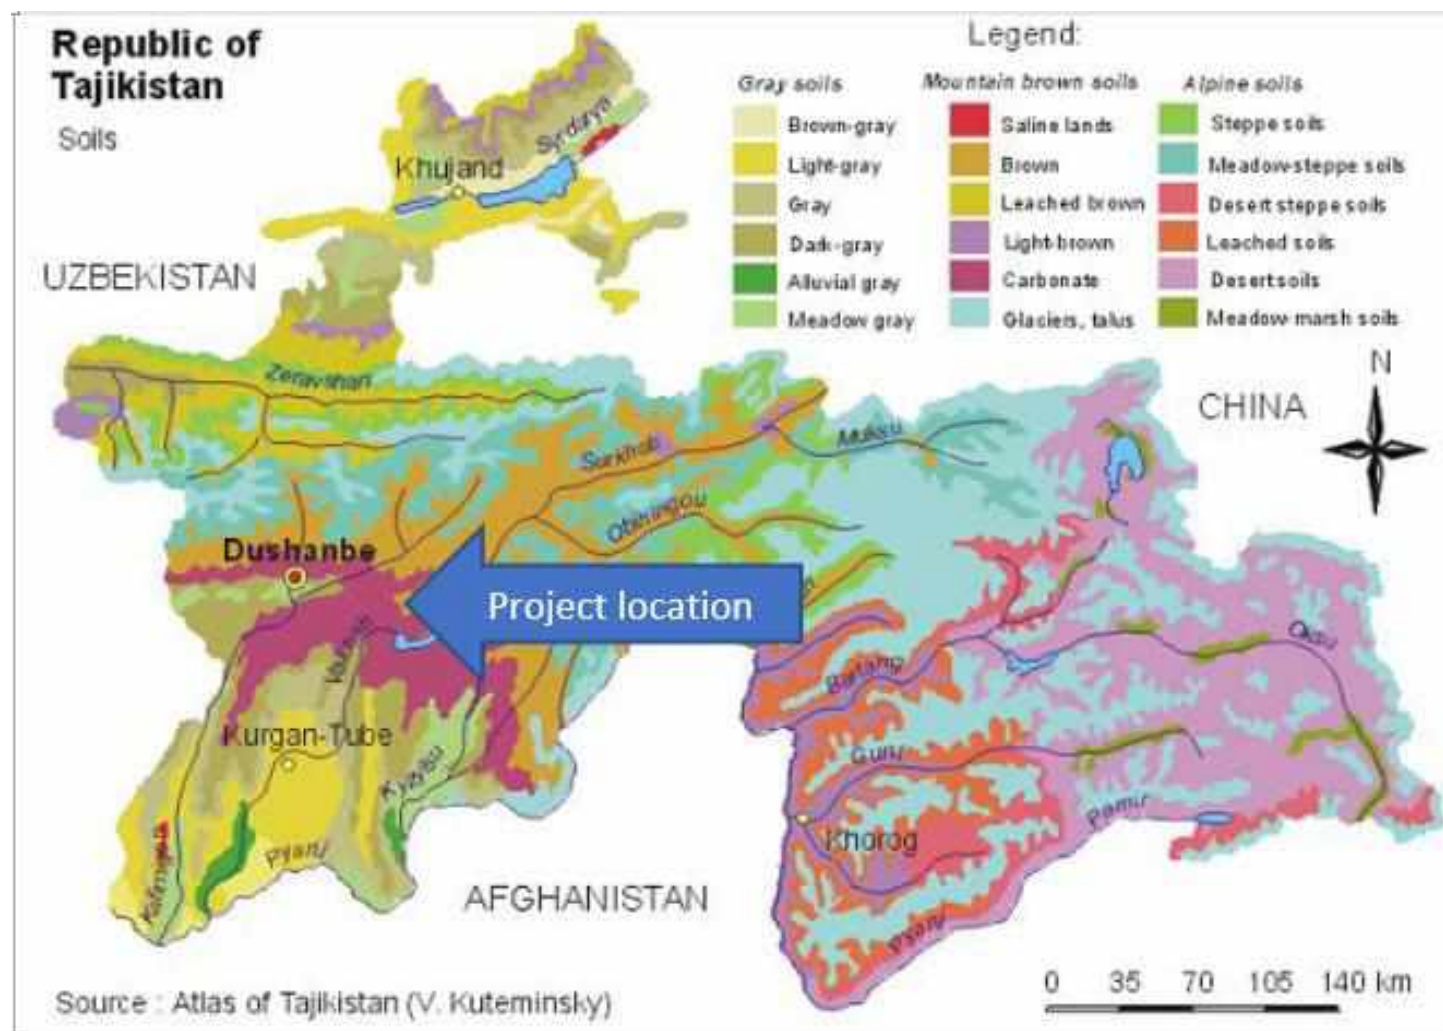 Republic of
Tajikistan
Soils
Legend:
Gray soils
Brown-gray
Light-gray
Gray
Dark-gray
Alluvial gray
Meadow gray
Mountain brown soils
Saline lands
Brown
Leached brown
Light-brown
Carbonate
Glaciers, talus
Alpine soils
Steppe soils
Meadow-steppe soils
Desert steppe soils
Leached soils
Desert soils
Meadow-marsh soils
Syrdarya
Khujand
UZBEKISTAN
N
CHINA
Zeravshan
Surkhob
Muksu
Obihingou
Dushanbe
Project location
Vakhsh
Bartang
Oksu
Kurgan-Tube
Kyzylsu
Gunt
Pamir
Khorog
Kafirnigan
Pyanj
AFGHANISTAN
Pyanj
0 35 70 105 140 km
Source : Atlas of Tajikistan (V. Kuteminsky)